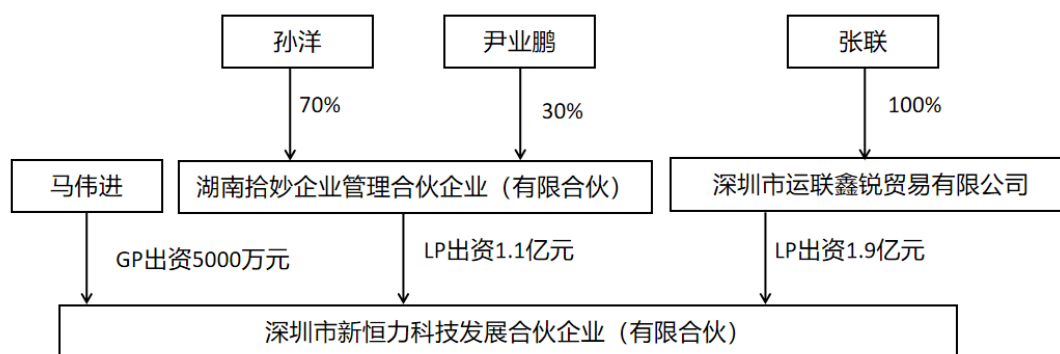 孙洋
尹业鹏
张联
70%
30%
100%
马伟进
湖南拾妙企业管理合伙企业（有限合伙）
深圳市运联鑫锐贸易有限公司
GP出资5000万元
LP出资1.1亿元
LP出资1.9亿元
深圳市新恒力科技发展合伙企业（有限合伙）